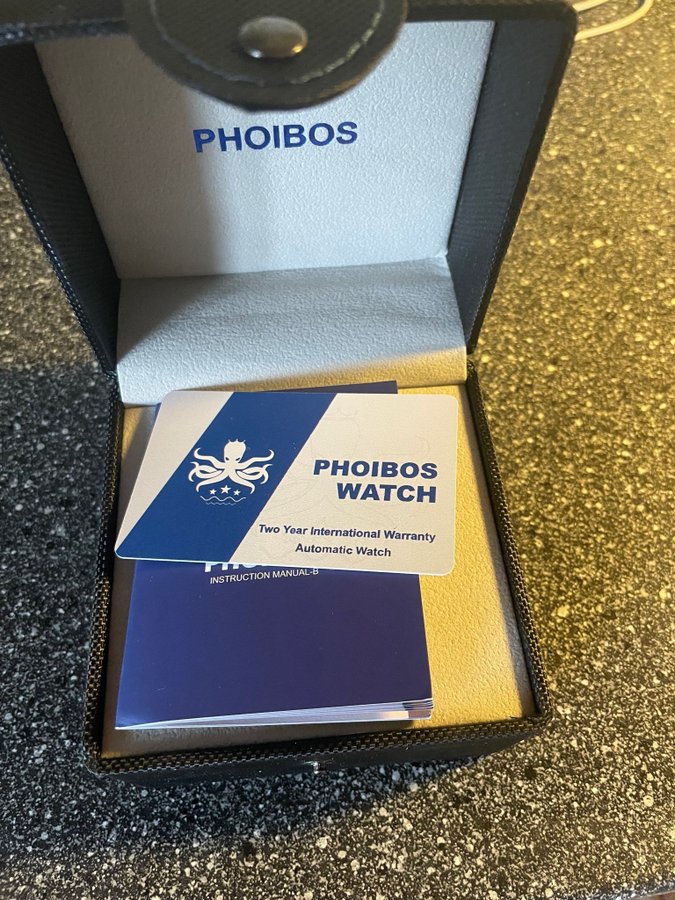 PHOIBOS
PHOIBOS
WATCH
Two Year International Warranty
Automatic Watch
INSTRUCTION MANUAL-B